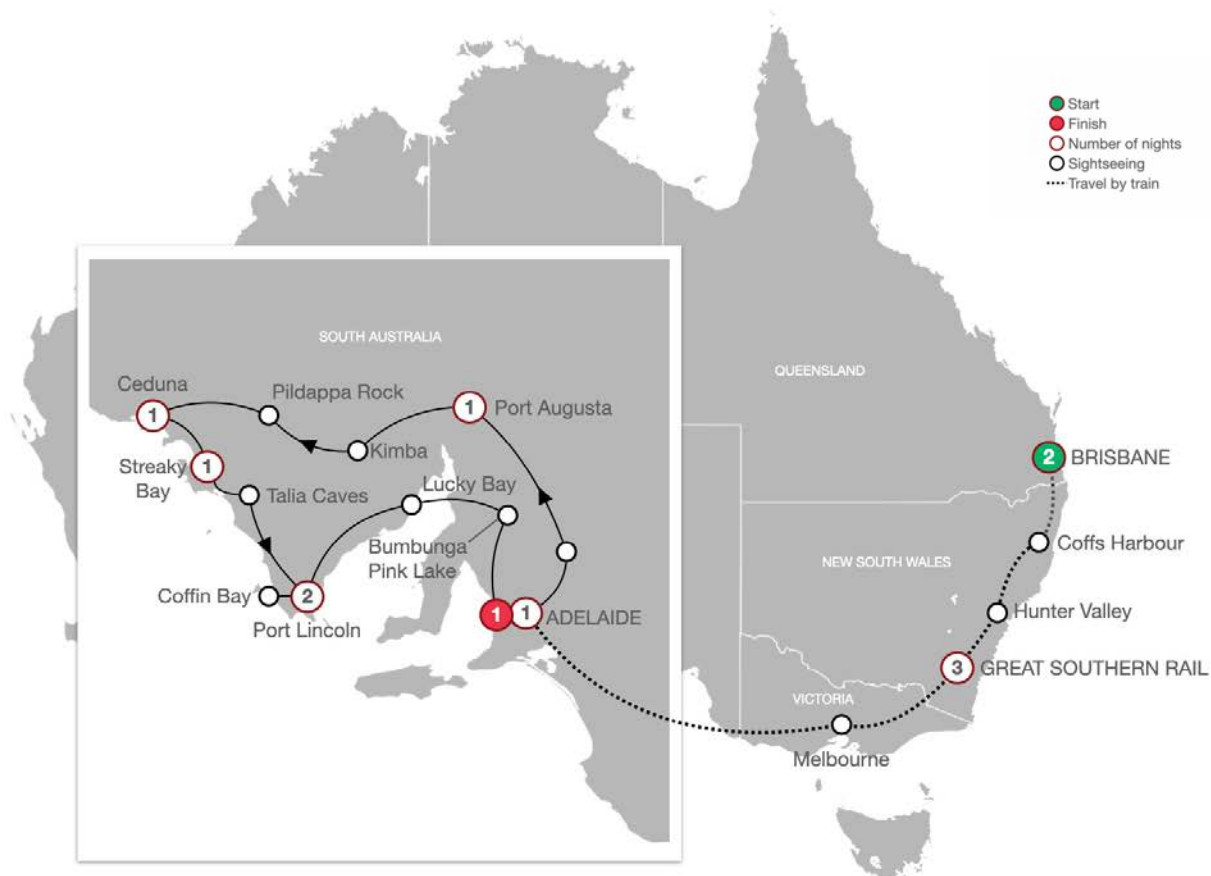 Start
Finish
Number of nights
Sightseeing
Travel by train
SOUTH AUSTRALIA
QUEENSLAND
Ceduna
1
Pildappa Rock
1
Port Augusta
Kimba
2
BRISBANE
Streaky
Bay
1
Talia Caves
Lucky Bay
Bumbunga
Pink Lake
Coffs Harbour
NEW SOUTH WALES
Coffin Bay
2
Port Lincoln
1
1
ADELAIDE
Hunter Valley
3
GREAT SOUTHERN RAIL
VICTORIA
Melbourne